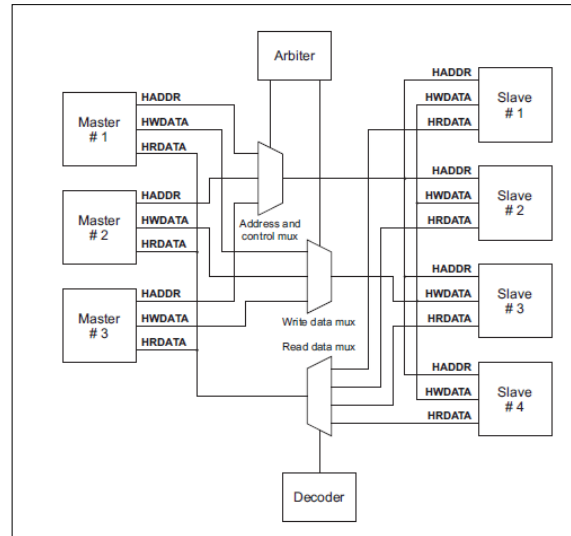 Arbiter
Master
# 1
HADDR
HWDATA
HRDATA
Master
# 2
HADDR
HWDATA
HRDATA
Master
# 3
HADDR
HWDATA
HRDATA
Address and
control mux
Write data mux
Read data mux
Decoder
HADDR
HWDATA
HRDATA
Slave
# 1
HADDR
HWDATA
HRDATA
Slave
# 2
HADDR
HWDATA
HRDATA
Slave
# 3
HADDR
HWDATA
HRDATA
Slave
# 4